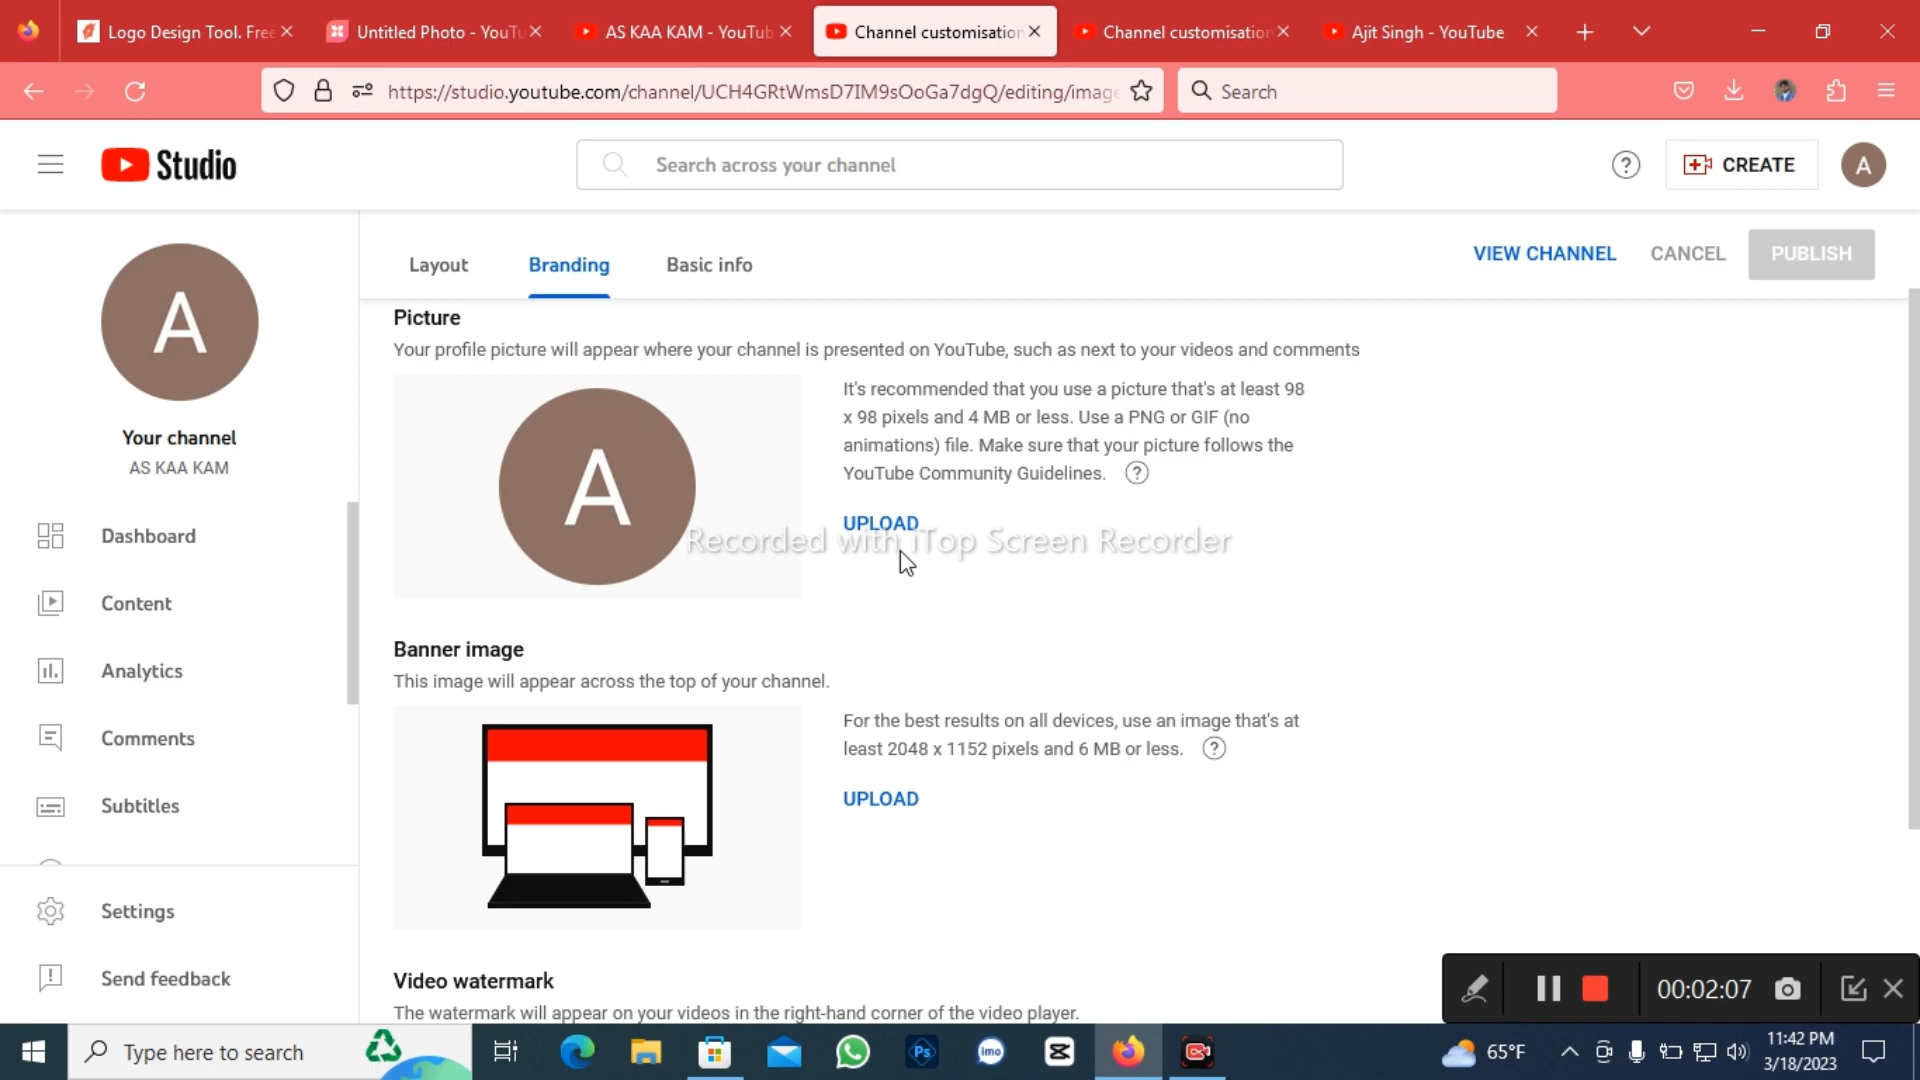 Logo Design Tool. Free
Untitled Photo - YouTu
AS KAA KAM - YouTub
Channel customisation
Channel customisation
Ajit Singh - YouTube
https://studio.youtube.com/channel/UCH4GRtWmsD7IM9sOoGa7dgQ/editing/image
Search
Studio
Search across your channel
?
CREATE
A
A
Your channel
AS KAA KAM
Dashboard
Content
Analytics
Comments
Subtitles
Settings
Send feedback
Layout
Branding
Basic info
VIEW CHANNEL
CANCEL
PUBLISH
Picture
Your profile picture will appear where your channel is presented on YouTube, such as next to your videos and comments
A
It's recommended that you use a picture that's at least 98
x 98 pixels and 4 MB or less. Use a PNG or GIF (no
animations) file. Make sure that your picture follows the
YouTube Community Guidelines. ?
UPLOAD
Recorded with iTop Screen Recorder
Banner image
This image will appear across the top of your channel.
For the best results on all devices, use an image that's at
least 2048 x 1152 pixels and 6 MB or less. ?
UPLOAD
Video watermark
The watermark will appear on your videos in the right-hand corner of the video player.
00:02:07
Type here to search
Ps
imo
65°F
11:42 PM
3/18/2023